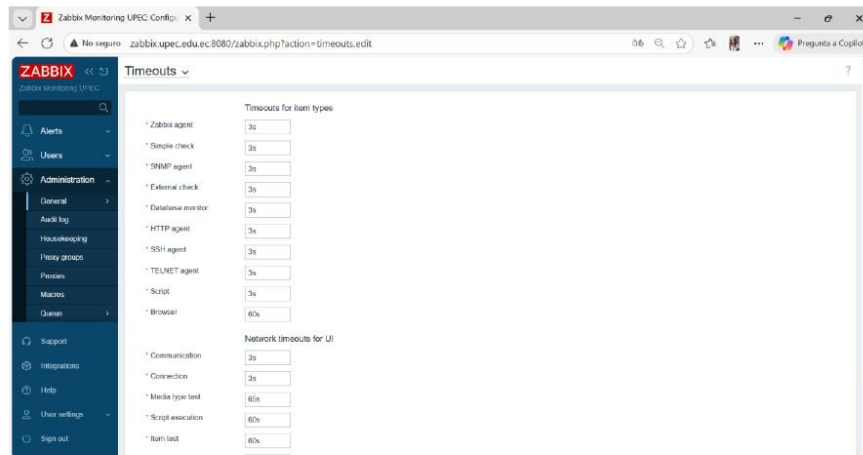 Zabbix Monitoring UPEC: Configu
No seguro
zabbix.upec.edu.ec:8080/zabbix.php?action=timeouts.edit
Pregunta a Copilot
ZABBIX
Zabbix Monitoring UPEC
Timeouts
?
Alerts
Users
Administration
General
Audit log
Housekeeping
Proxy groups
Proxies
Macros
Queue
Support
Integrations
Help
User settings
Sign out
Timeouts for item types
* Zabbix agent 3s
* Simple check 3s
* SNMP agent 3s
* External check 3s
* Database monitor 3s
* HTTP agent 3s
* SSH agent 3s
* TELNET agent 3s
* Script 3s
* Browser 60s
Network timeouts for UI
* Communication 3s
* Connection 3s
* Media type test 65s
* Script execution 60s
* Item test 60s